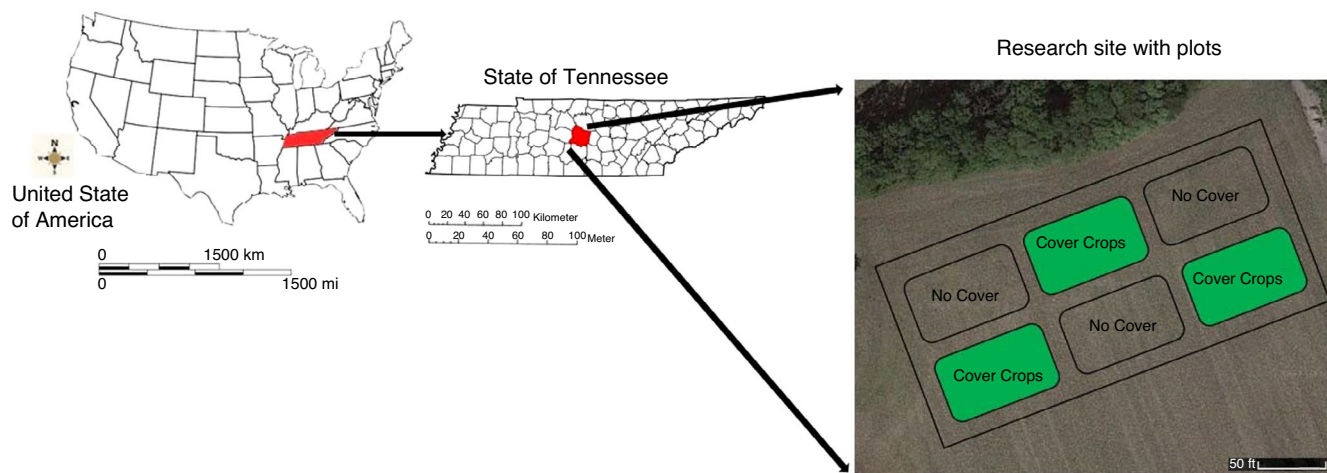 Research site with plots
State of Tennessee
N
W E
S
United State
of America
0 1500 km
0 1500 mi
0 20 40 60 80 100 Kilometer
0 20 40 60 80 100 Meter
No Cover
Cover Crops
Cover Crops
No Cover
No Cover
Cover Crops
50 ft